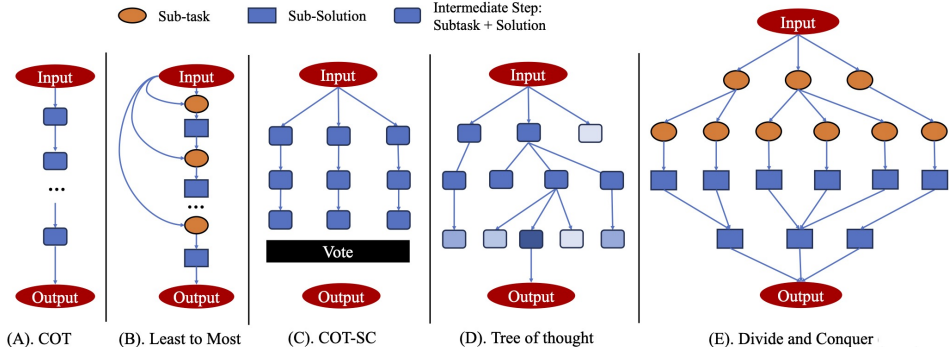 Sub-task
Sub-Solution
Intermediate Step:
Subtask + Solution
Input
...
Output
(A). COT
Input
...
Output
(B). Least to Most
Input
Vote
Output
(C). COT-SC
Input
Output
(D). Tree of thought
Input
Output
(E). Divide and Conquer